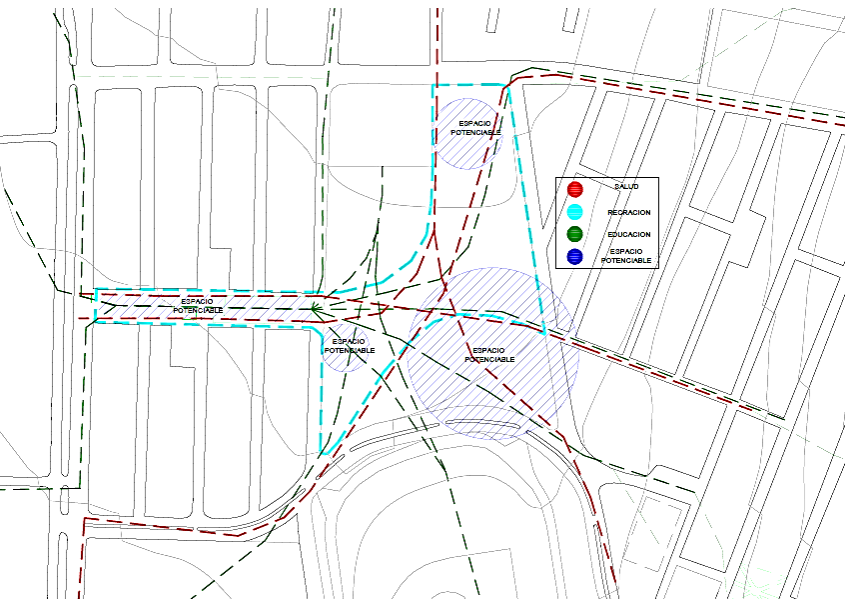 ESPACIO
POTENCIABLE
SALUD
RECRACION
EDUCACION
ESPACIO
POTENCIABLE
ESPACIO
POTENCIABLE
ESPACIO
POTENCIABLE
ESPACIO
POTENCIABLE